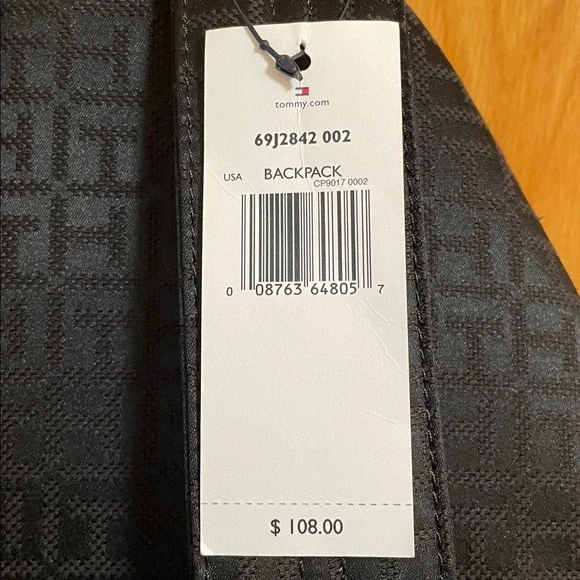 tommy.com
69J2842 002
USA BACKPACK
CP9017 0002
0 08763 64805 7
$ 108.00